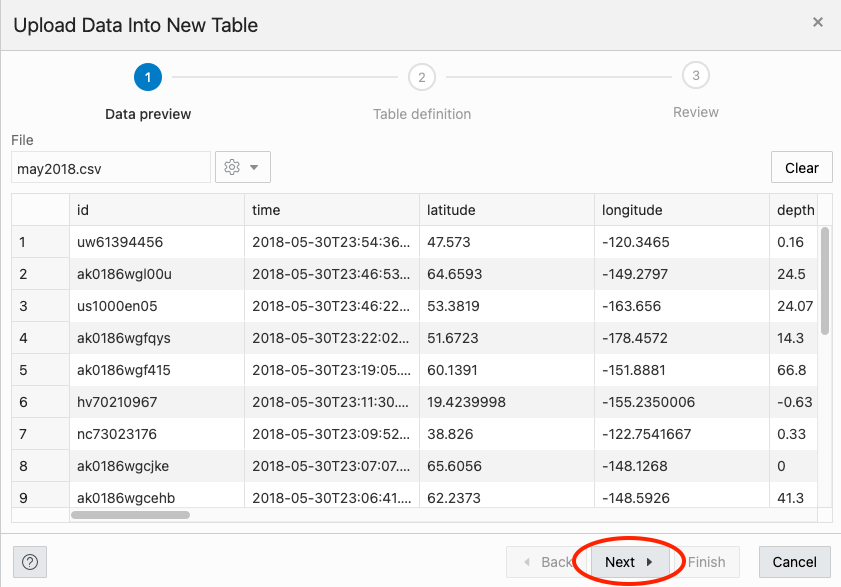 Upload Data Into New Table
1 2 3
Data preview Table definition Review
File
may2018.csv Clear
id time latitude longitude depth
1 uw61394456 2018-05-30T23:54:36... 47.573 -120.3465 0.16
2 ak0186wgl00u 2018-05-30T23:46:53... 64.6593 -149.2797 24.5
3 us1000en05 2018-05-30T23:46:22... 53.3819 -163.656 24.07
4 ak0186wgfqys 2018-05-30T23:22:02... 51.6723 -178.4572 14.3
5 ak0186wgf415 2018-05-30T23:19:05.... 60.1391 -151.8881 66.8
6 hv70210967 2018-05-30T23:11:30.... 19.4239998 -155.2350006 -0.63
7 nc73023176 2018-05-30T23:09:52... 38.826 -122.7541667 0.33
8 ak0186wgcjke 2018-05-30T23:07:07.... 65.6056 -148.1268 0
9 ak0186wgcehb 2018-05-30T23:06:41.... 62.2373 -148.5926 41.3
? Back Next Finish Cancel